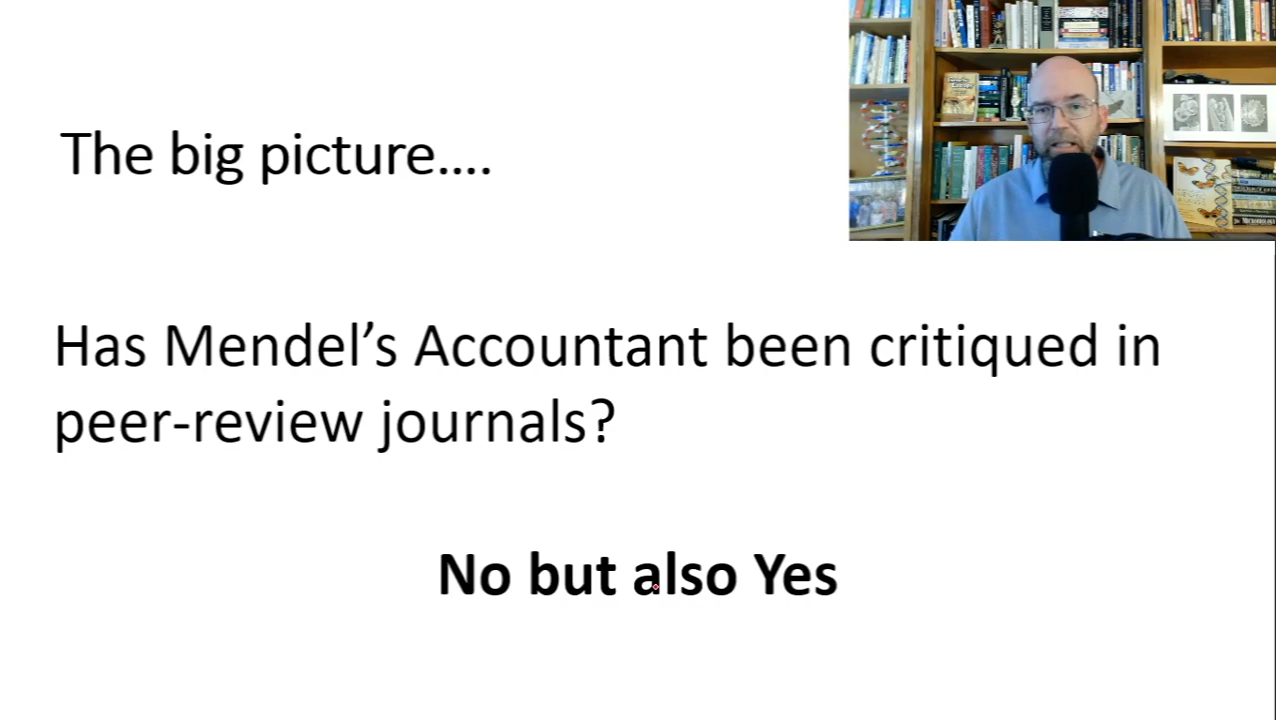 The big picture....
Has Mendel's Accountant been critiqued in
peer-review journals?
No but also Yes